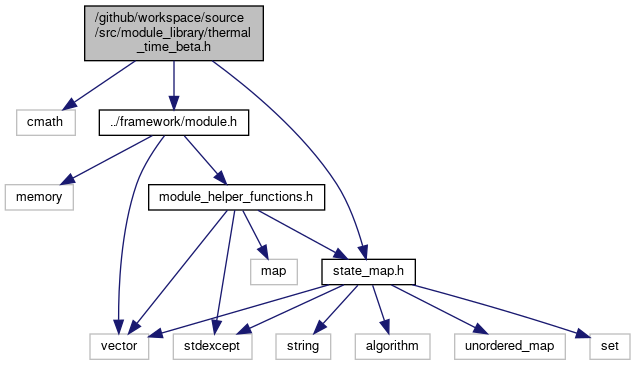 /github/workspace/source
/src/module_library/thermal
_time_beta.h
cmath
../framework/module.h
memory
module_helper_functions.h
map
state_map.h
vector
stdexcept
string
algorithm
unordered_map
set